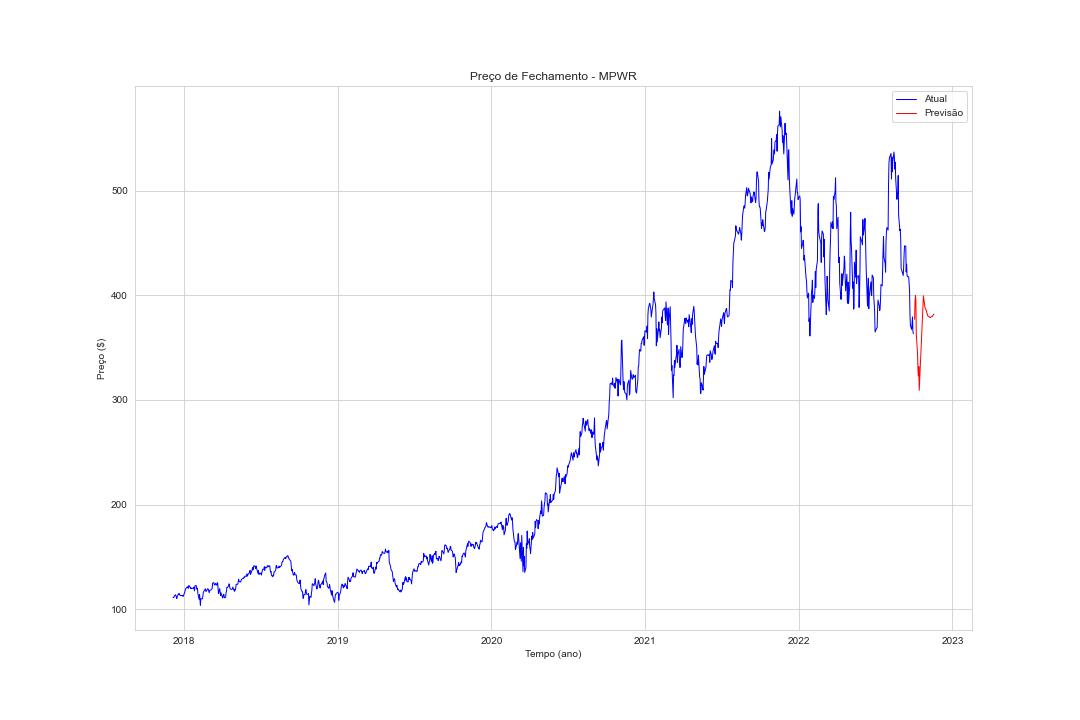 Preço de Fechamento - MPWR
Atual
Previsão
500
400
300
200
100
Preço ($)
2018 2019 2020 2021 2022 2023
Tempo (ano)